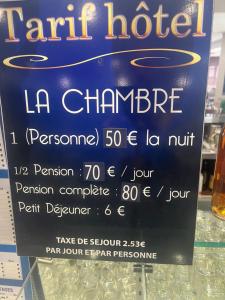 Tarif hôtel
LA CHAMBRE
1 (Personne) 50 € la nuit
1/2 Pension : 70 € / jour
Pension complète : 80 € / jour
Petit Déjeuner : 6 €
TAXE DE SEJOUR 2.53€
PAR JOUR ET PAR PERSONNE